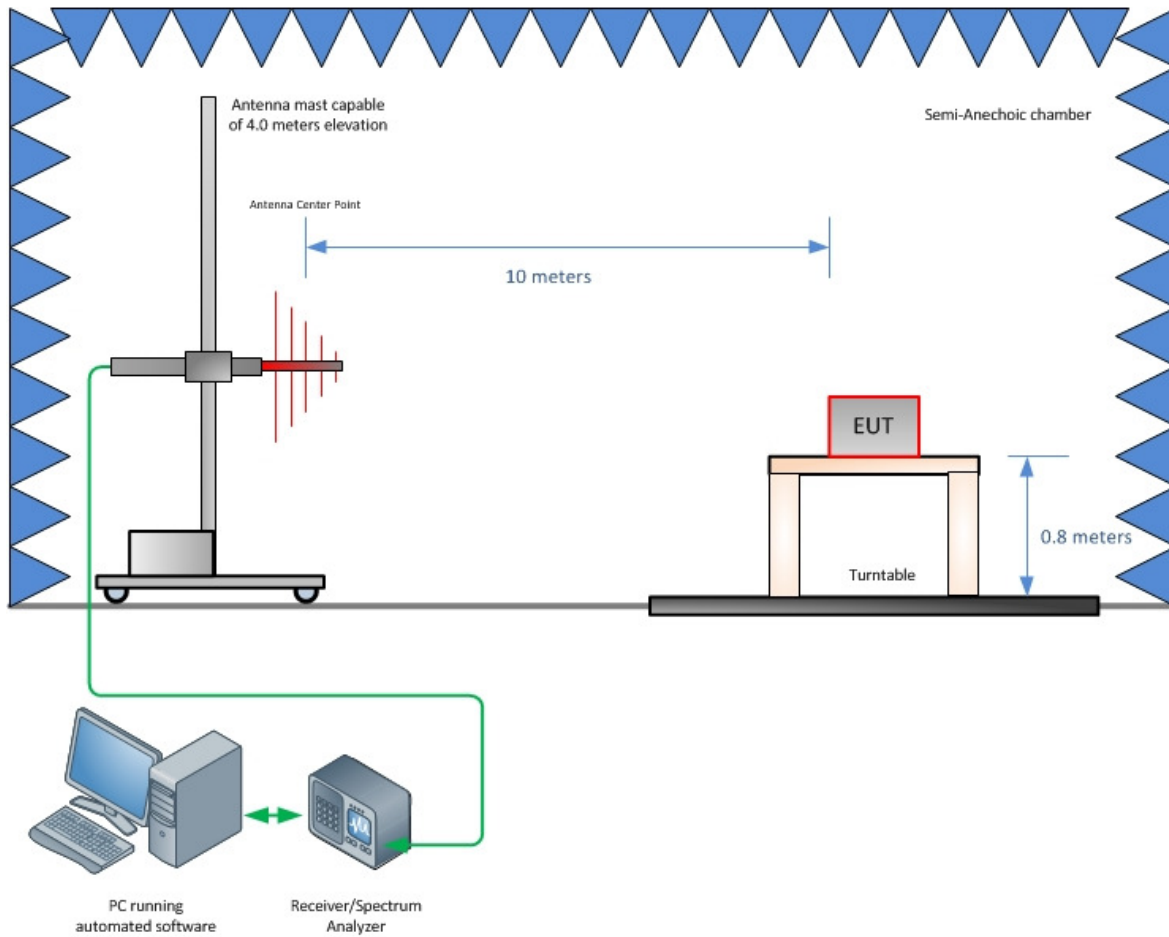 Antenna mast capable
of 4.0 meters elevation
Semi-Anechoic chamber
Antenna Center Point
10 meters
EUT
0.8 meters
Turntable
PC running
automated software
Receiver/Spectrum
Analyzer